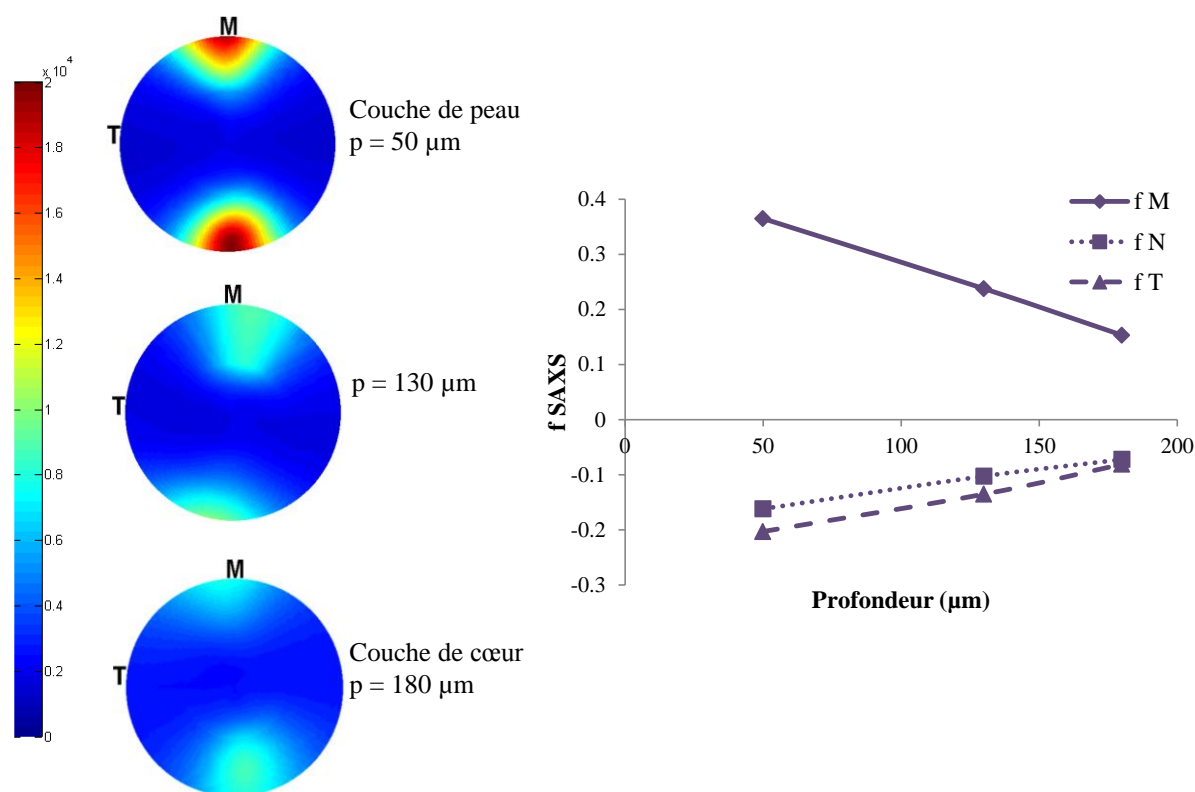 M
x 10⁴
2
1.8
1.6
1.4
1.2
1
0.8
0.6
0.4
0.2
0
T
Couche de peau
p = 50 µm
M
T
p = 130 µm
M
T
Couche de cœur
p = 180 µm
f SAXS
0.4
0.3
0.2
0.1
0
-0.1
-0.2
-0.3
0
50
100
150
200
Profondeur (µm)
f M
f N
f T